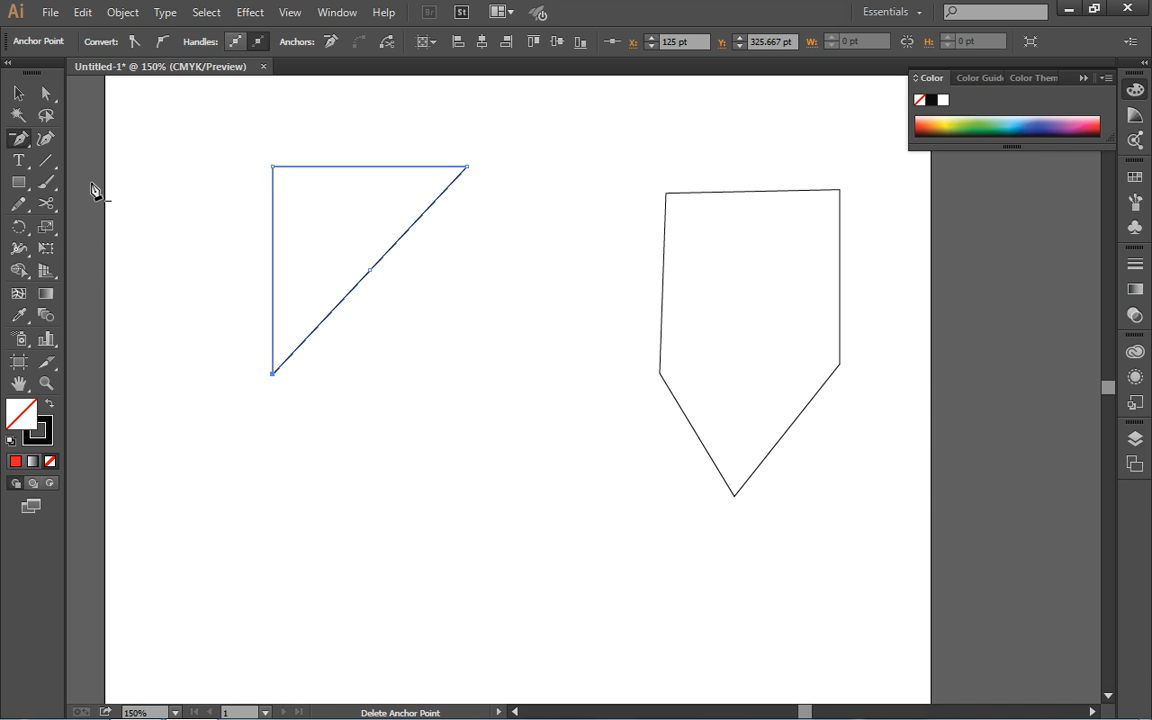 Ai File Edit Object Type Select Effect View Window Help Br St Essentials
Anchor Point Convert: Handles: Anchors: X: 125 pt Y: 325.667 pt W: 0 pt H: 0 pt
Untitled-1* @ 150% (CMYK/Preview) ×
Color Color Guid Color Them
T
150% 1 Delete Anchor Point